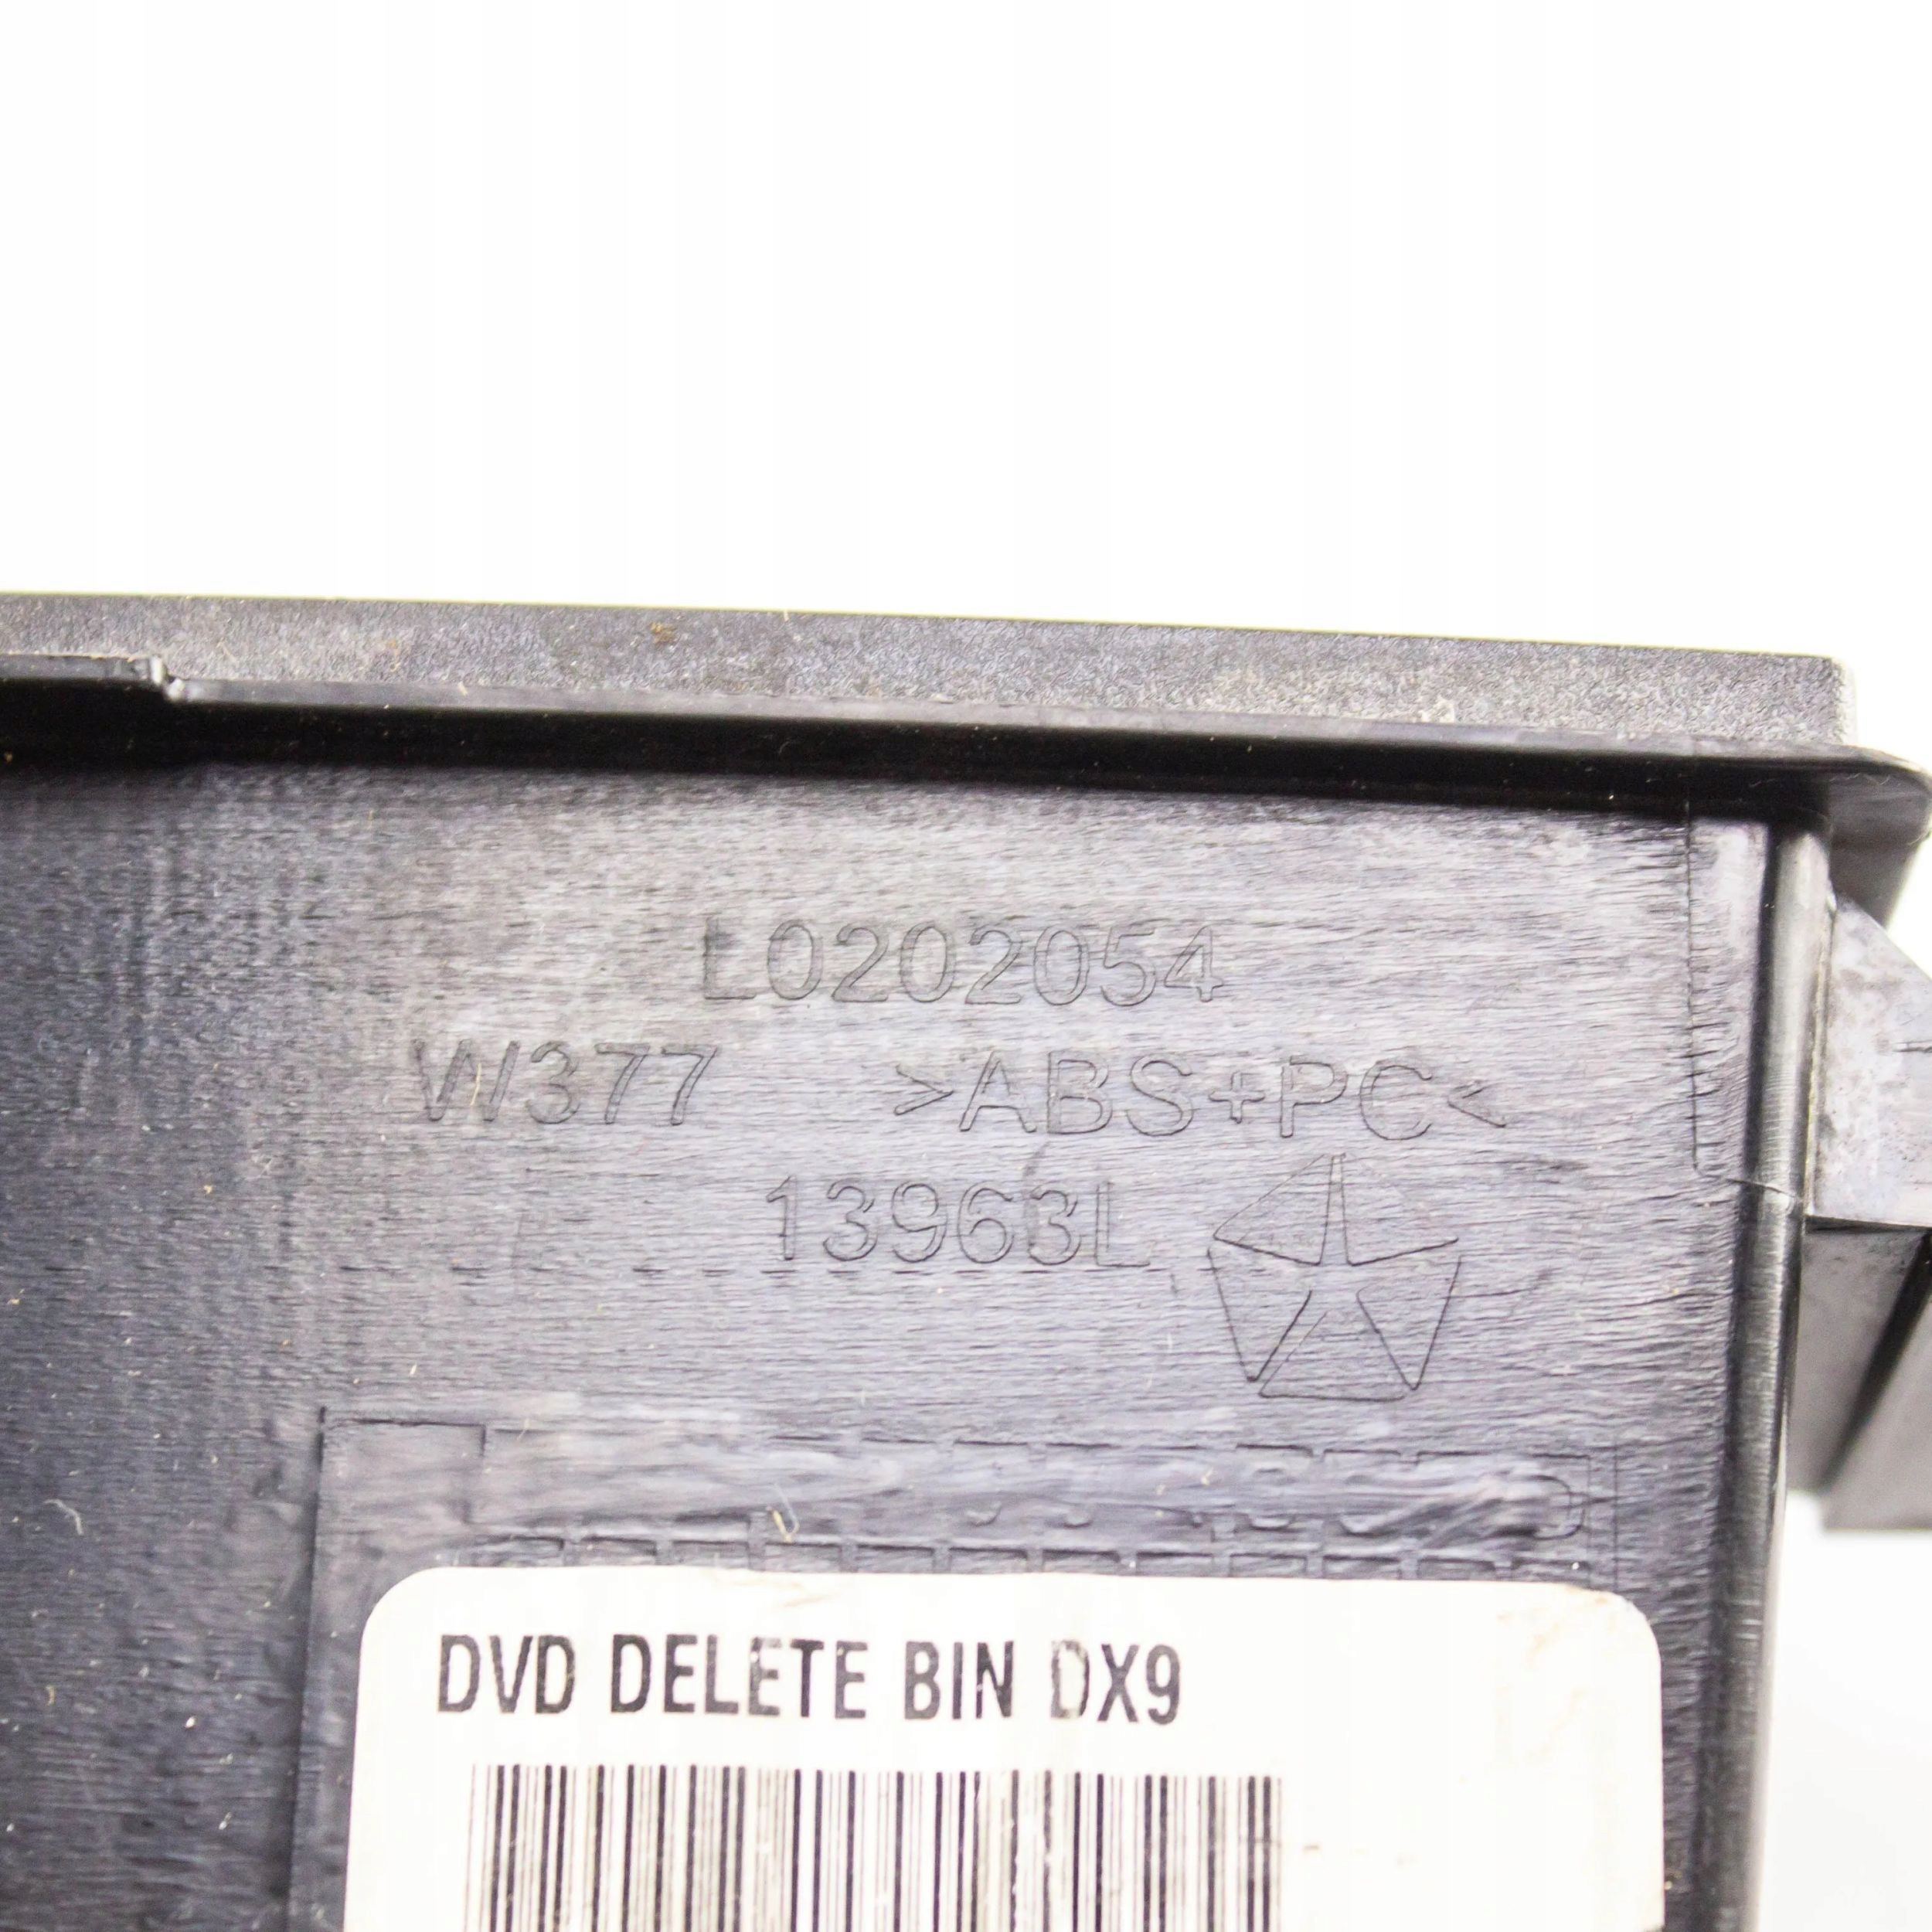 L0202054
W377 >ABS+PC<
13963L
DVD DELETE BIN DX9